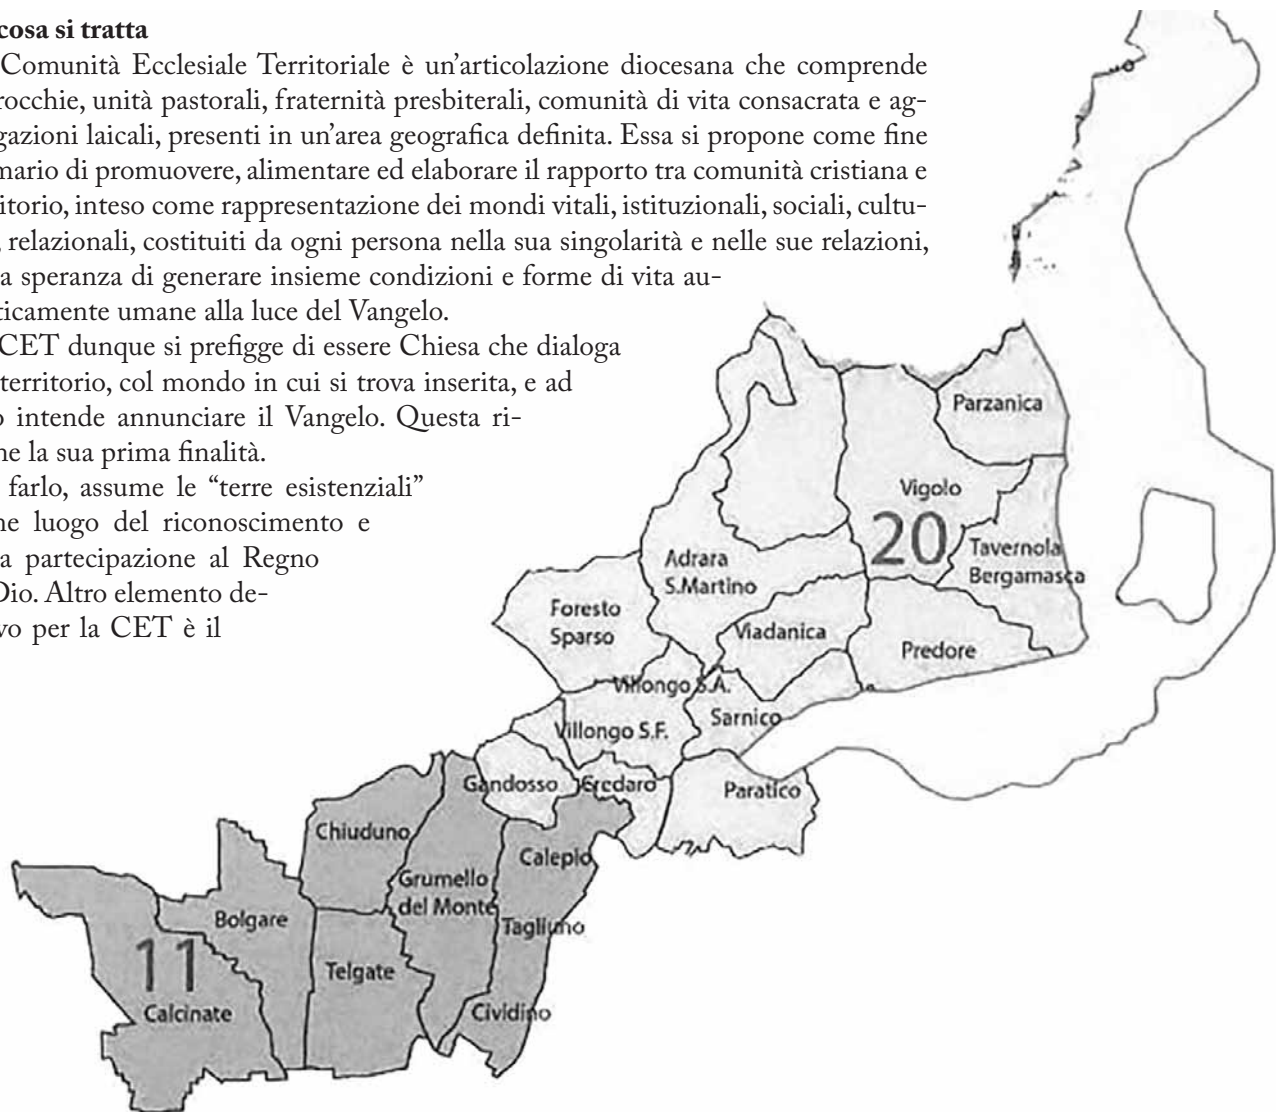 cosa si tratta
Comunità Ecclesiale Territoriale è un'articolazione diocesana che comprende
rocchie, unità pastorali, fraternità presbiterali, comunità di vita consacrata e ag-
gazioni laicali, presenti in un'area geografica definita. Essa si propone come fine
mario di promuovere, alimentare ed elaborare il rapporto tra comunità cristiana e
itorio, inteso come rappresentazione dei mondi vitali, istituzionali, sociali, cultu-
, relazionali, costituiti da ogni persona nella sua singolarità e nelle sue relazioni,
a speranza di generare insieme condizioni e forme di vita au-
ticamente umane alla luce del Vangelo.
CET dunque si prefigge di essere Chiesa che dialoga
territorio, col mondo in cui si trova inserita, e ad
o intende annunciare il Vangelo. Questa ri-
ne la sua prima finalità.
farlo, assume le “terre esistenziali”
ne luogo del riconoscimento e
a partecipazione al Regno
Dio. Altro elemento de-
vo per la CET è il
Parzanica
Vigolo
20
Tavernola
Bergamasca
Adrara
S.Martino
Foresto
Sparso
Viadanica
Predore
Villongo S.A.
Sarnico
Villongo S.F.
Gandosso
Credaro
Paratico
Chiuduno
Calepio
Grumello
del Monte
Bolgare
Tagliuno
11
Telgate
Calcinate
Cividino